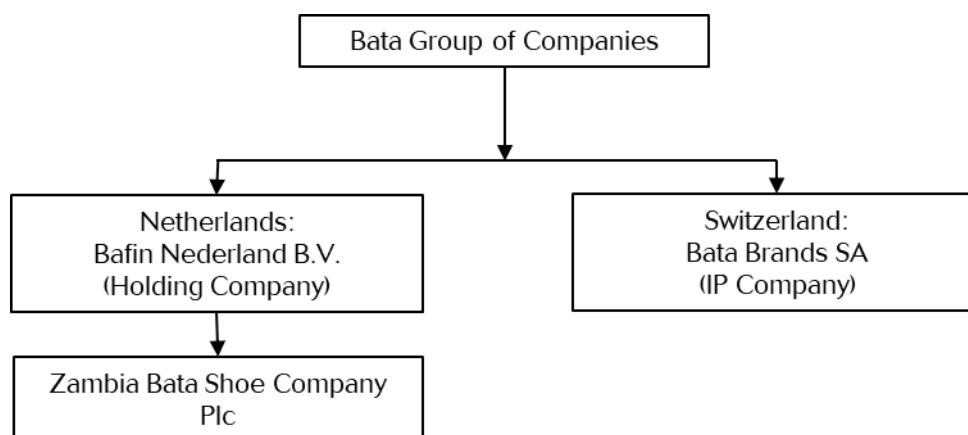 Bata Group of Companies
Netherlands:
Bafin Nederland B.V.
(Holding Company)
Switzerland:
Bata Brands SA
(IP Company)
Zambia Bata Shoe Company
Plc